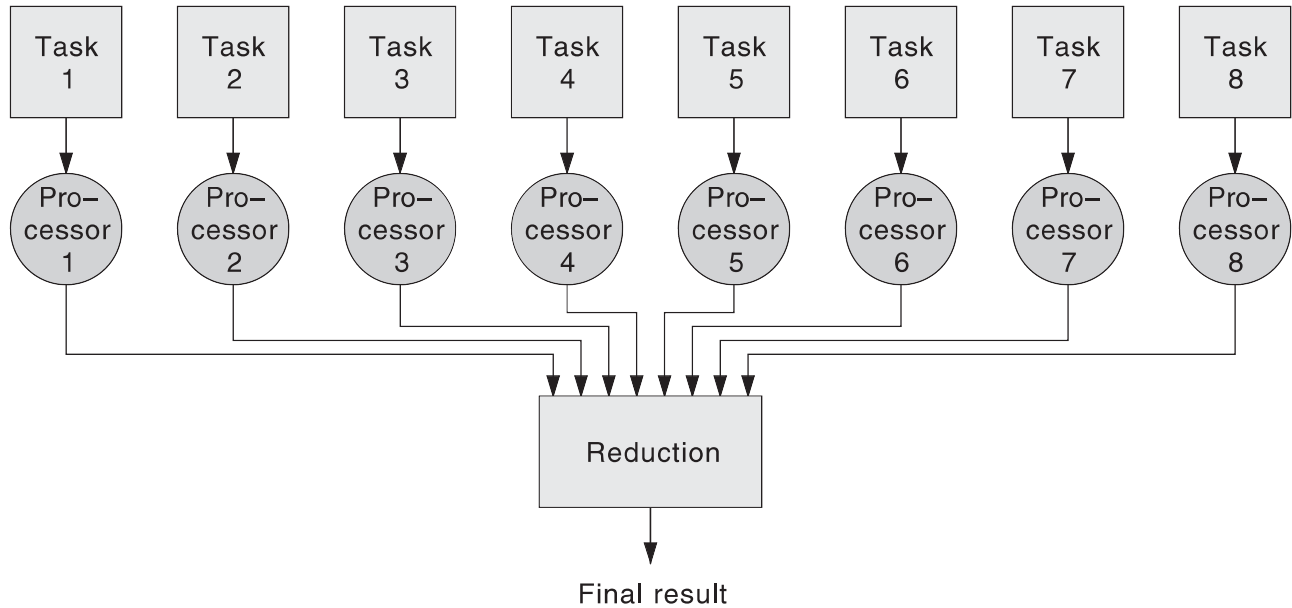 Task
1
Task
2
Task
3
Task
4
Task
5
Task
6
Task
7
Task
8
Pro–
cessor
1
Pro–
cessor
2
Pro–
cessor
3
Pro–
cessor
4
Pro–
cessor
5
Pro–
cessor
6
Pro–
cessor
7
Pro–
cessor
8
Reduction
Final result